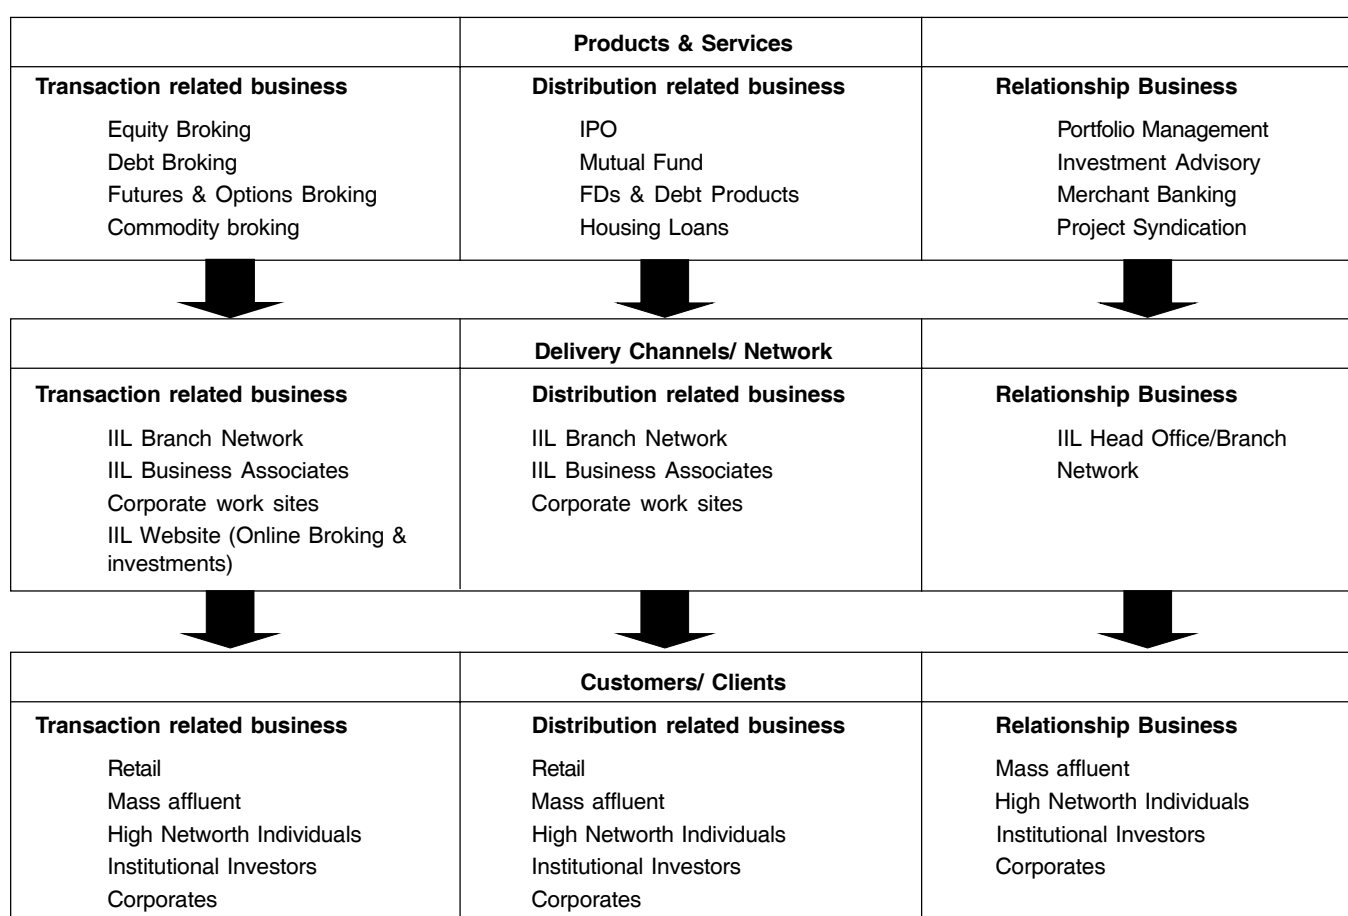 Products & Services
Transaction related business
Equity Broking
Debt Broking
Futures & Options Broking
Commodity broking
Distribution related business
IPO
Mutual Fund
FDs & Debt Products
Housing Loans
Relationship Business
Portfolio Management
Investment Advisory
Merchant Banking
Project Syndication
Delivery Channels/ Network
Transaction related business
IIL Branch Network
IIL Business Associates
Corporate work sites
IIL Website (Online Broking &
investments)
Distribution related business
IIL Branch Network
IIL Business Associates
Corporate work sites
Relationship Business
IIL Head Office/Branch
Network
Customers/ Clients
Transaction related business
Retail
Mass affluent
High Networth Individuals
Institutional Investors
Corporates
Distribution related business
Retail
Mass affluent
High Networth Individuals
Institutional Investors
Corporates
Relationship Business
Mass affluent
High Networth Individuals
Institutional Investors
Corporates